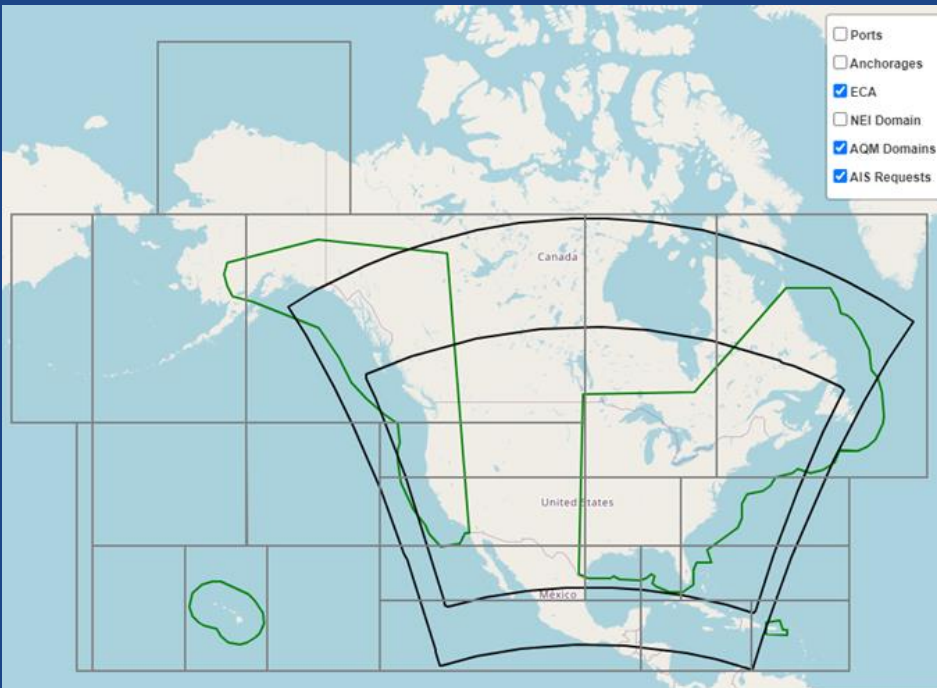 Ports
Anchorages
ECA
NEI Domain
AQM Domains
AIS Requests
Canada
United States
México